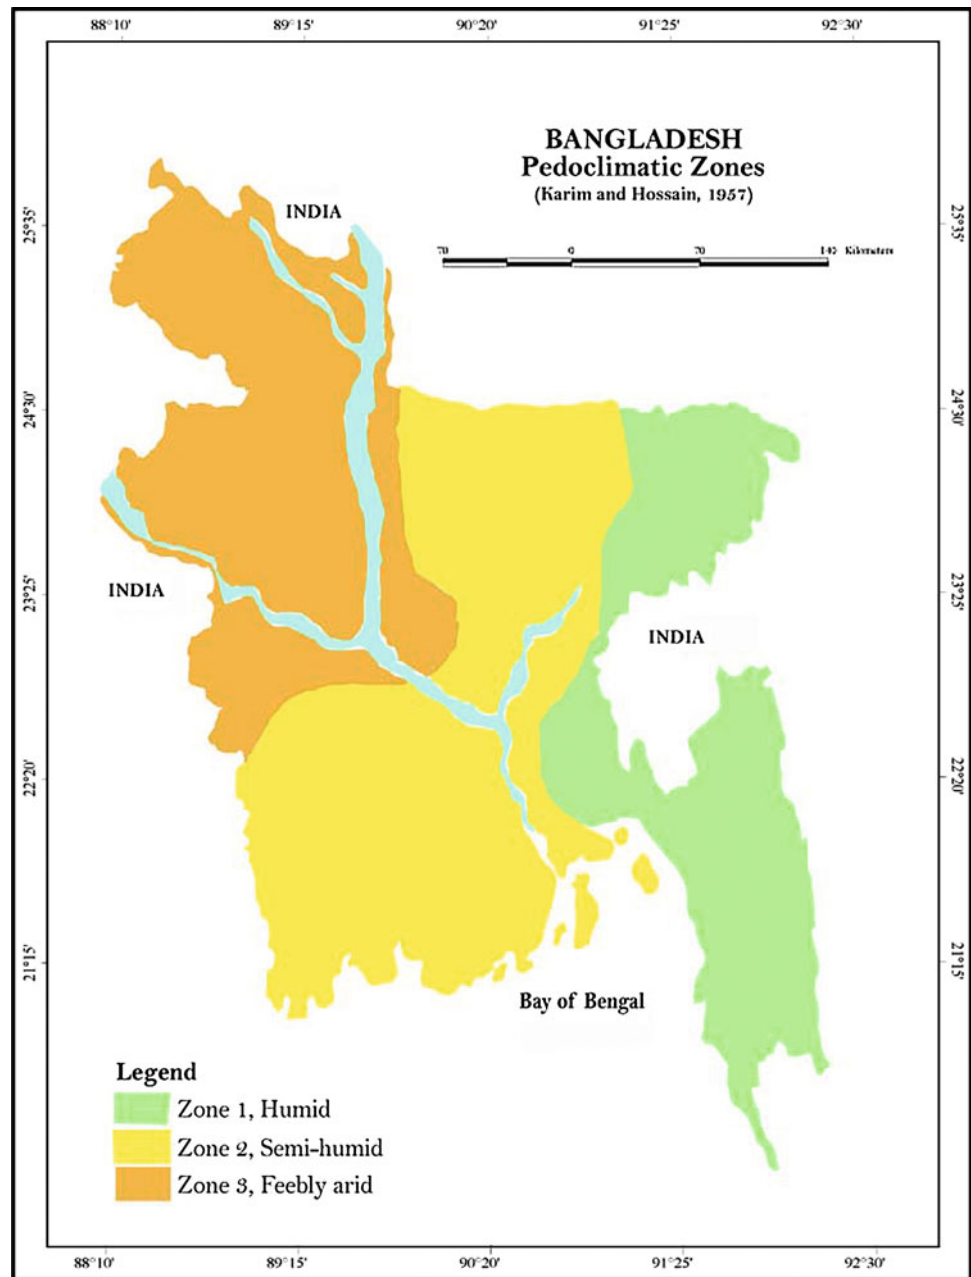 88°10' 89°15' 90°20' 91°25' 92°30'
BANGLADESH
Pedoclimatic Zones
(Karim and Hossain, 1957)
INDIA
25°35' 25°35'
70 0 70 140 Kilometers
24°30' 24°30'
23°25' 23°25'
INDIA
INDIA
22°20' 22°20'
21°15' 21°15'
Bay of Bengal
Legend
Zone 1, Humid
Zone 2, Semi-humid
Zone 3, Feebly arid
88°10' 89°15' 90°20' 91°25' 92°30'